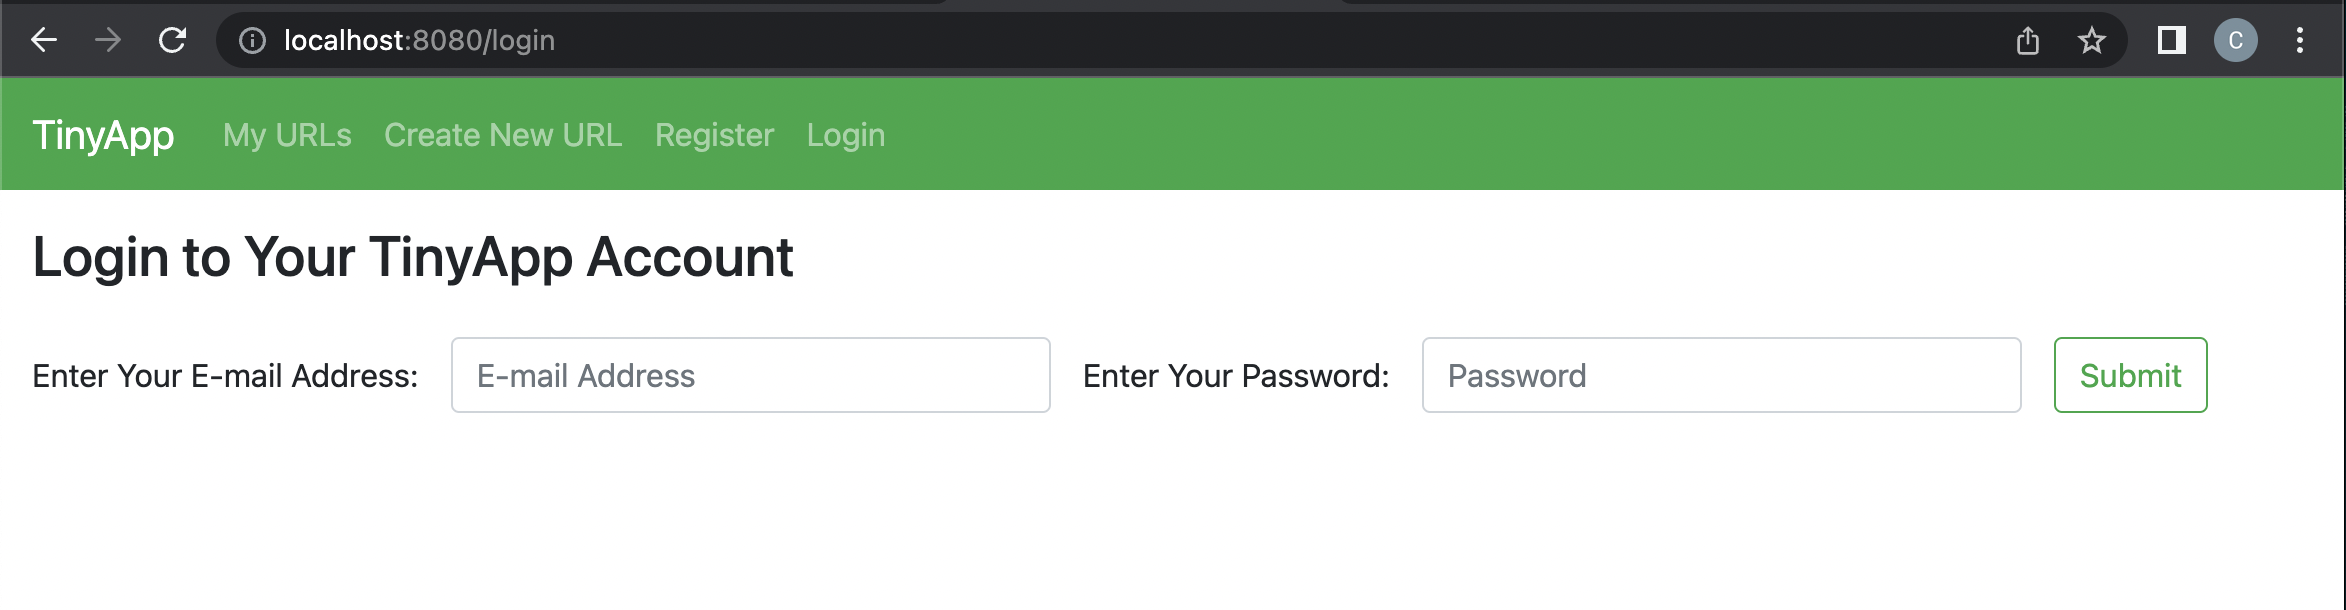 localhost:8080/login
C
TinyApp My URLs Create New URL Register Login
Login to Your TinyApp Account
Enter Your E-mail Address: E-mail Address Enter Your Password: Password Submit